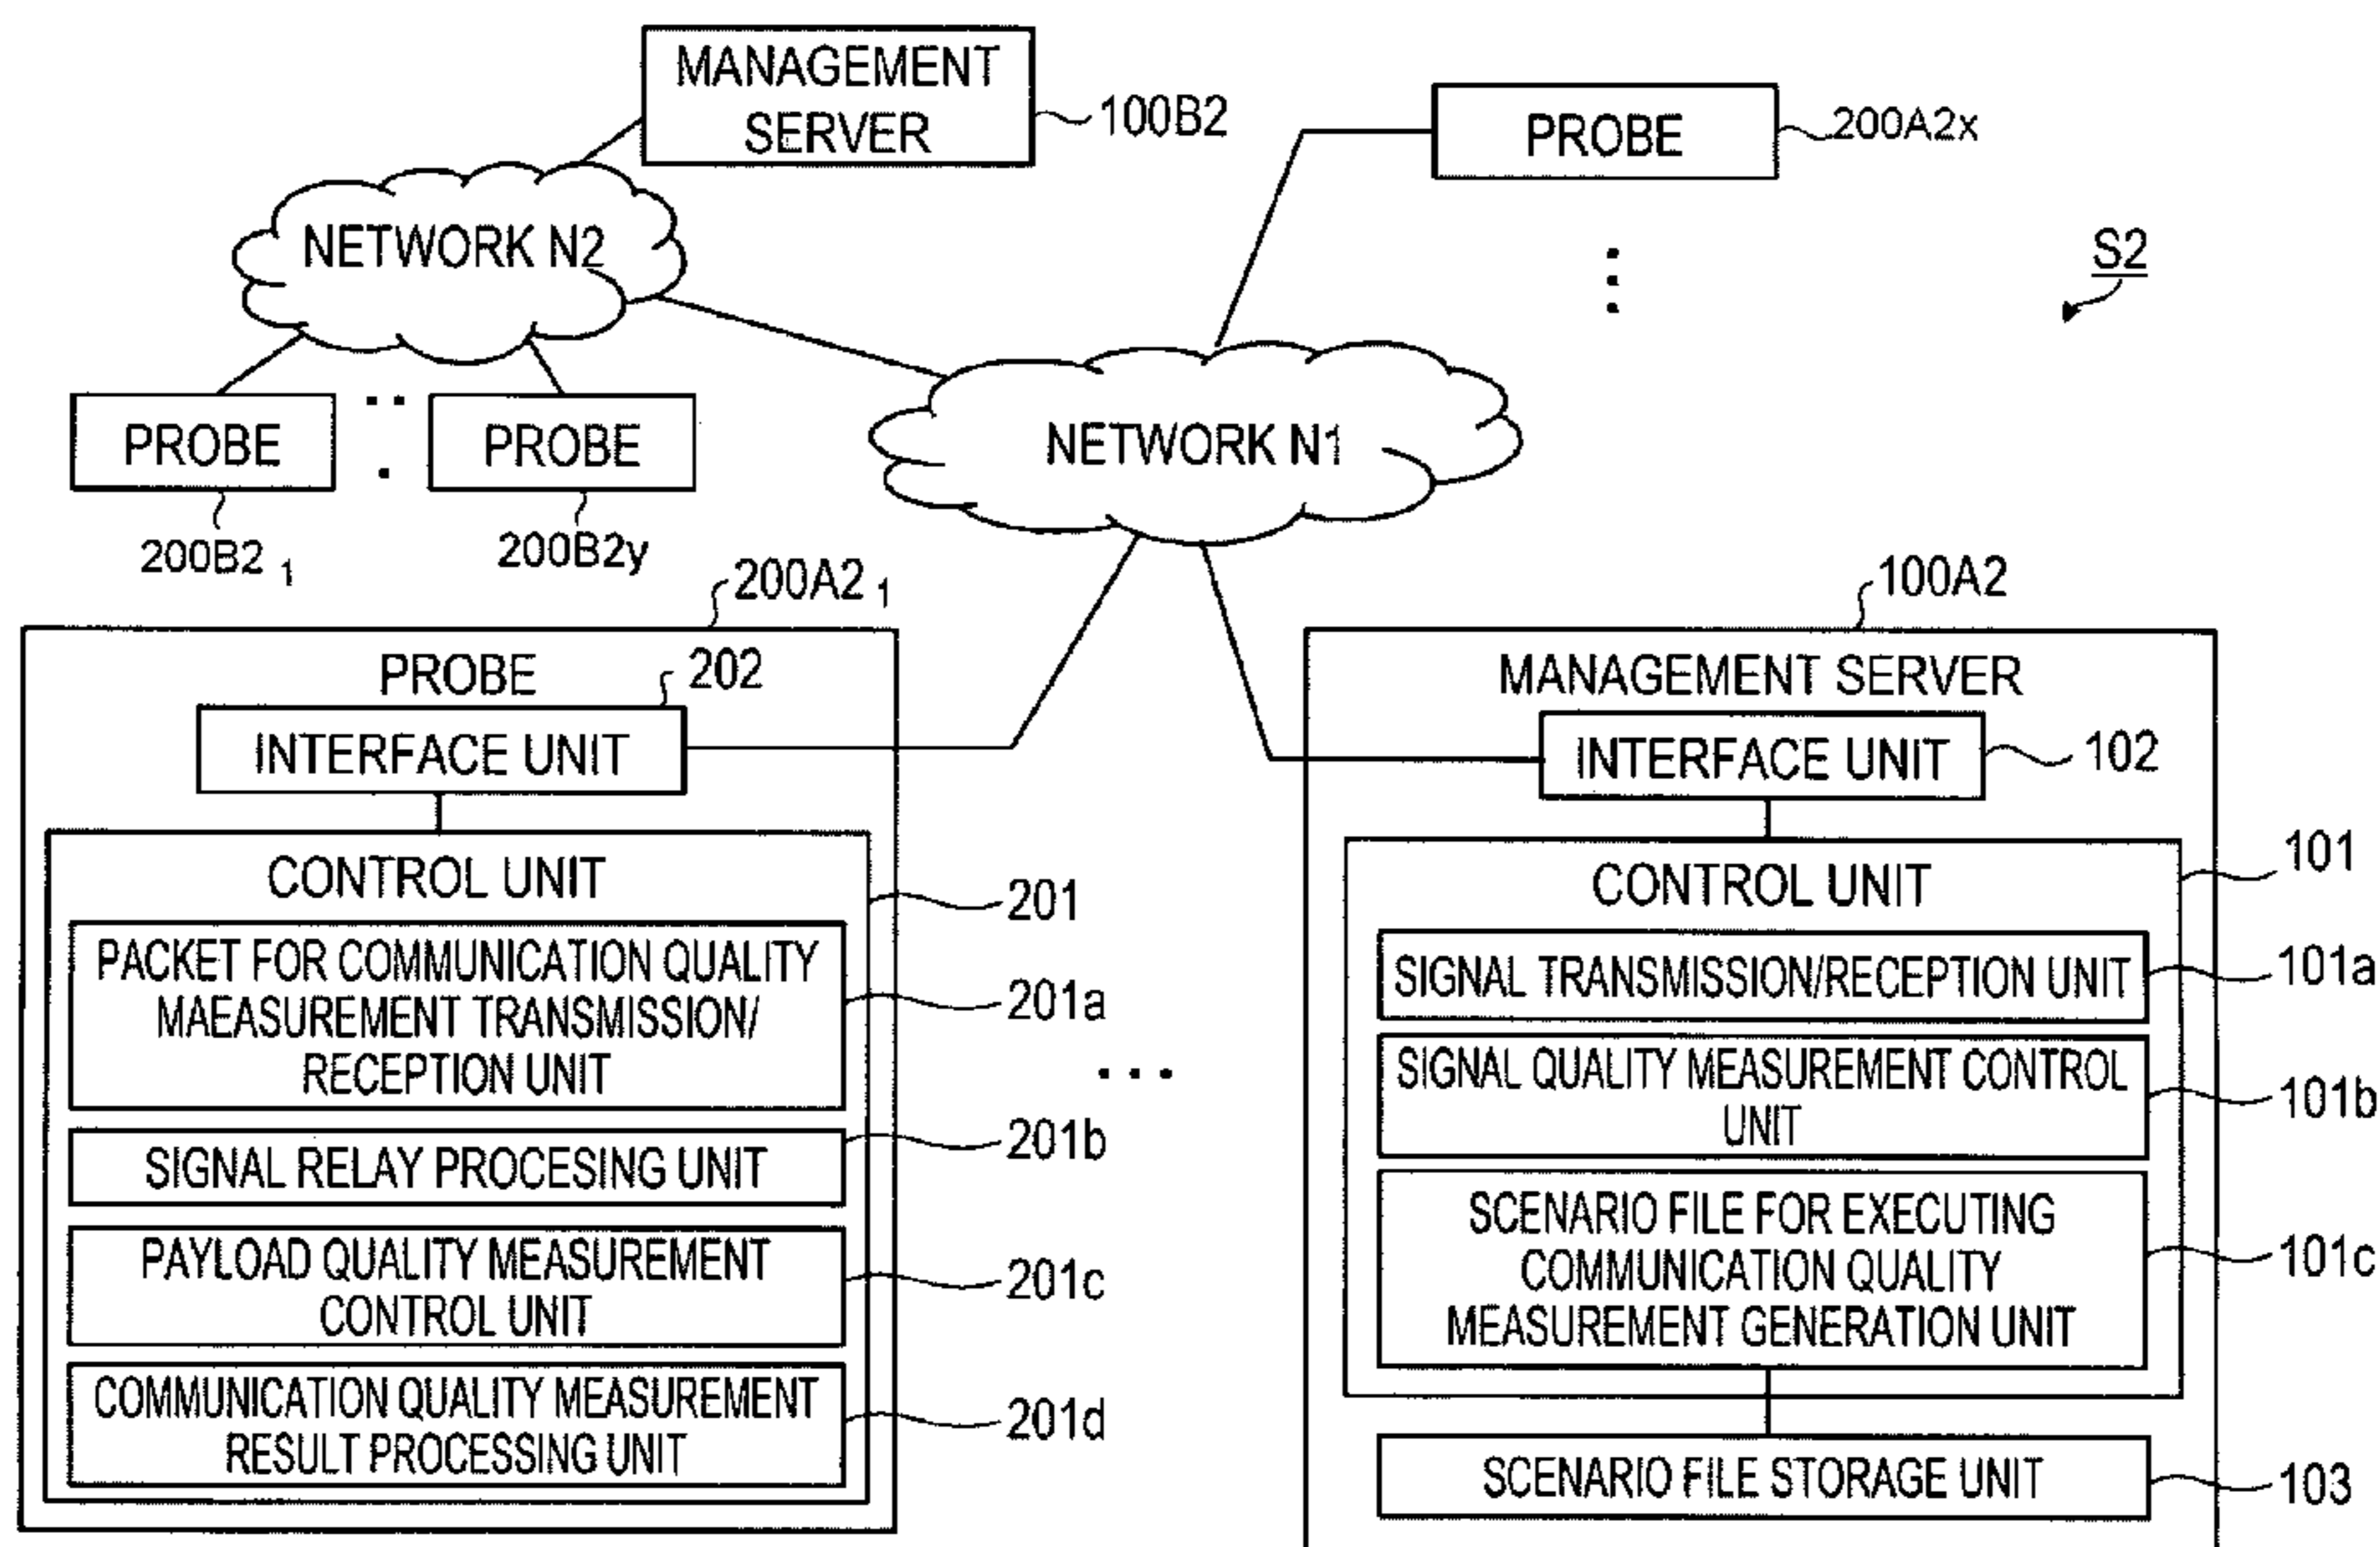 MANAGEMENT
SERVER
100B2
PROBE
200A2x
NETWORK N2
S2
PROBE
PROBE
NETWORK N1
200B2 1
200B2y
200A2 1
100A2
PROBE
202
INTERFACE UNIT
CONTROL UNIT
201
PACKET FOR COMMUNICATION QUALITY
MAEASUREMENT TRANSMISSION/
RECEPTION UNIT
201a
SIGNAL RELAY PROCESING UNIT
201b
PAYLOAD QUALITY MEASUREMENT
CONTROL UNIT
201c
COMMUNICATION QUALITY MEASUREMENT
RESULT PROCESSING UNIT
201d
MANAGEMENT SERVER
INTERFACE UNIT
102
CONTROL UNIT
101
SIGNAL TRANSMISSION/RECEPTION UNIT
101a
SIGNAL QUALITY MEASUREMENT CONTROL
UNIT
101b
SCENARIO FILE FOR EXECUTING
COMMUNICATION QUALITY
MEASUREMENT GENERATION UNIT
101c
SCENARIO FILE STORAGE UNIT
103